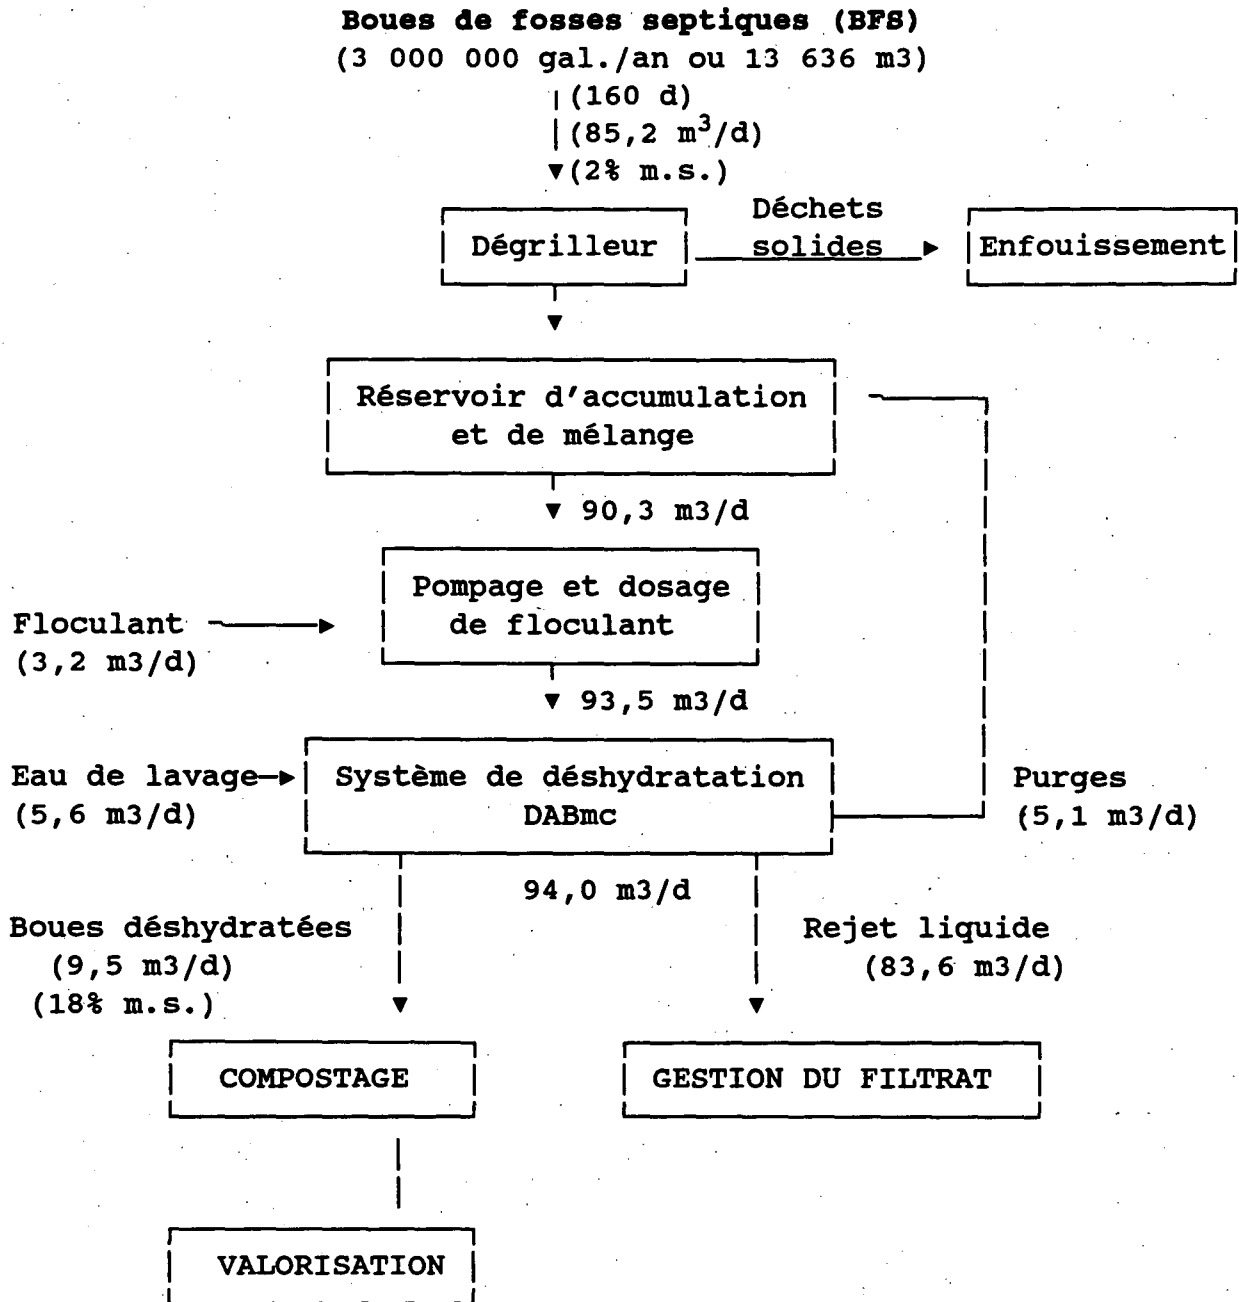 Boues de fosses septiques (BFS)
(3 000 000 gal./an ou 13 636 m3)
(160 d)
(85,2 m³/d)
(2% m.s.)
Dégrilleur
Déchets
solides
Enfouissement
Réservoir d'accumulation
et de mélange
90,3 m3/d
Pompage et dosage
de floculant
Floculant
(3,2 m3/d)
93,5 m3/d
Eau de lavage
(5,6 m3/d)
Système de déshydratation
DABmc
Purges
(5,1 m3/d)
94,0 m3/d
Boues déshydratées
(9,5 m3/d)
(18% m.s.)
Rejet liquide
(83,6 m3/d)
COMPOSTAGE
GESTION DU FILTRAT
VALORISATION